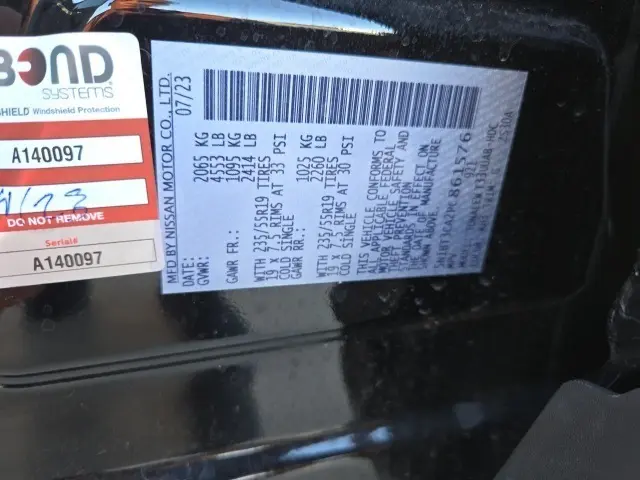 BOND
SYSTEMS
SHIELD Windshield Protection
A140097
DO NOT REMOVE
Serial#
A140097
MFD BY NISSAN MOTOR CO., LTD.
DATE: 07/23
GVWR: 2065 KG
4553 LB
GAWR FR.: 1095 KG
2414 LB
WITH 235/55R19 TIRES
19 X 7.5 RIMS AT 33 PSI
COLD SINGLE
GAWR RR.: 1025 KG
2260 LB
WITH 235/55R19 TIRES
19 X 7.5 RIMS AT 30 PSI
COLD SINGLE
THIS VEHICLE CONFORMS TO
ALL APPLICABLE FEDERAL
MOTOR VEHICLE SAFETY AND
THEFT PREVENTION
STANDARDS IN EFFECT ON
THE DATE OF MANUFACTURE
SHOWN ABOVE.